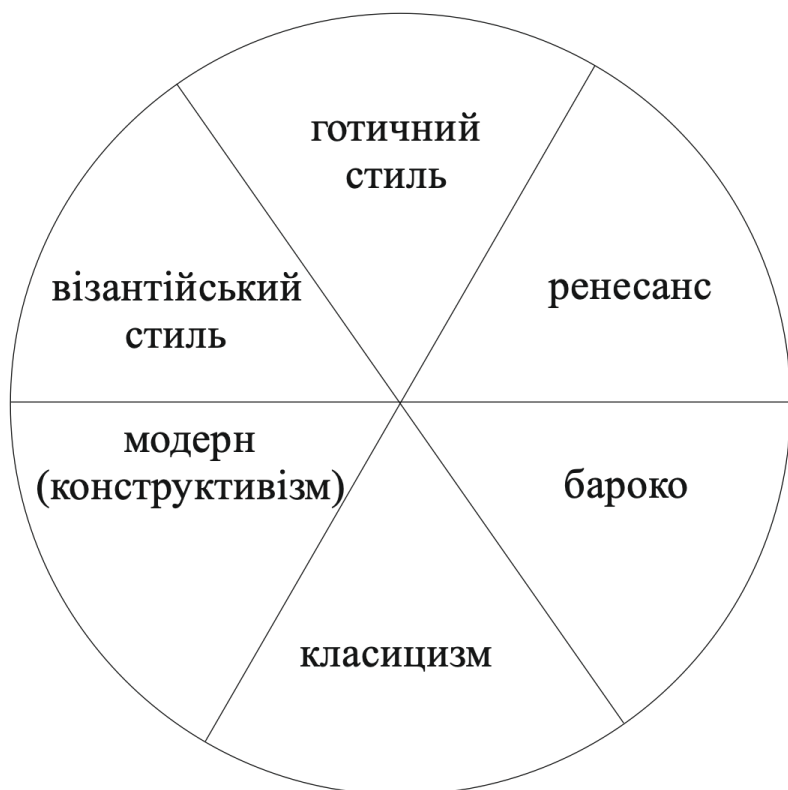 готичний
стиль
візантійський
стиль
ренесанс
модерн
(конструктивізм)
бароко
класицизм